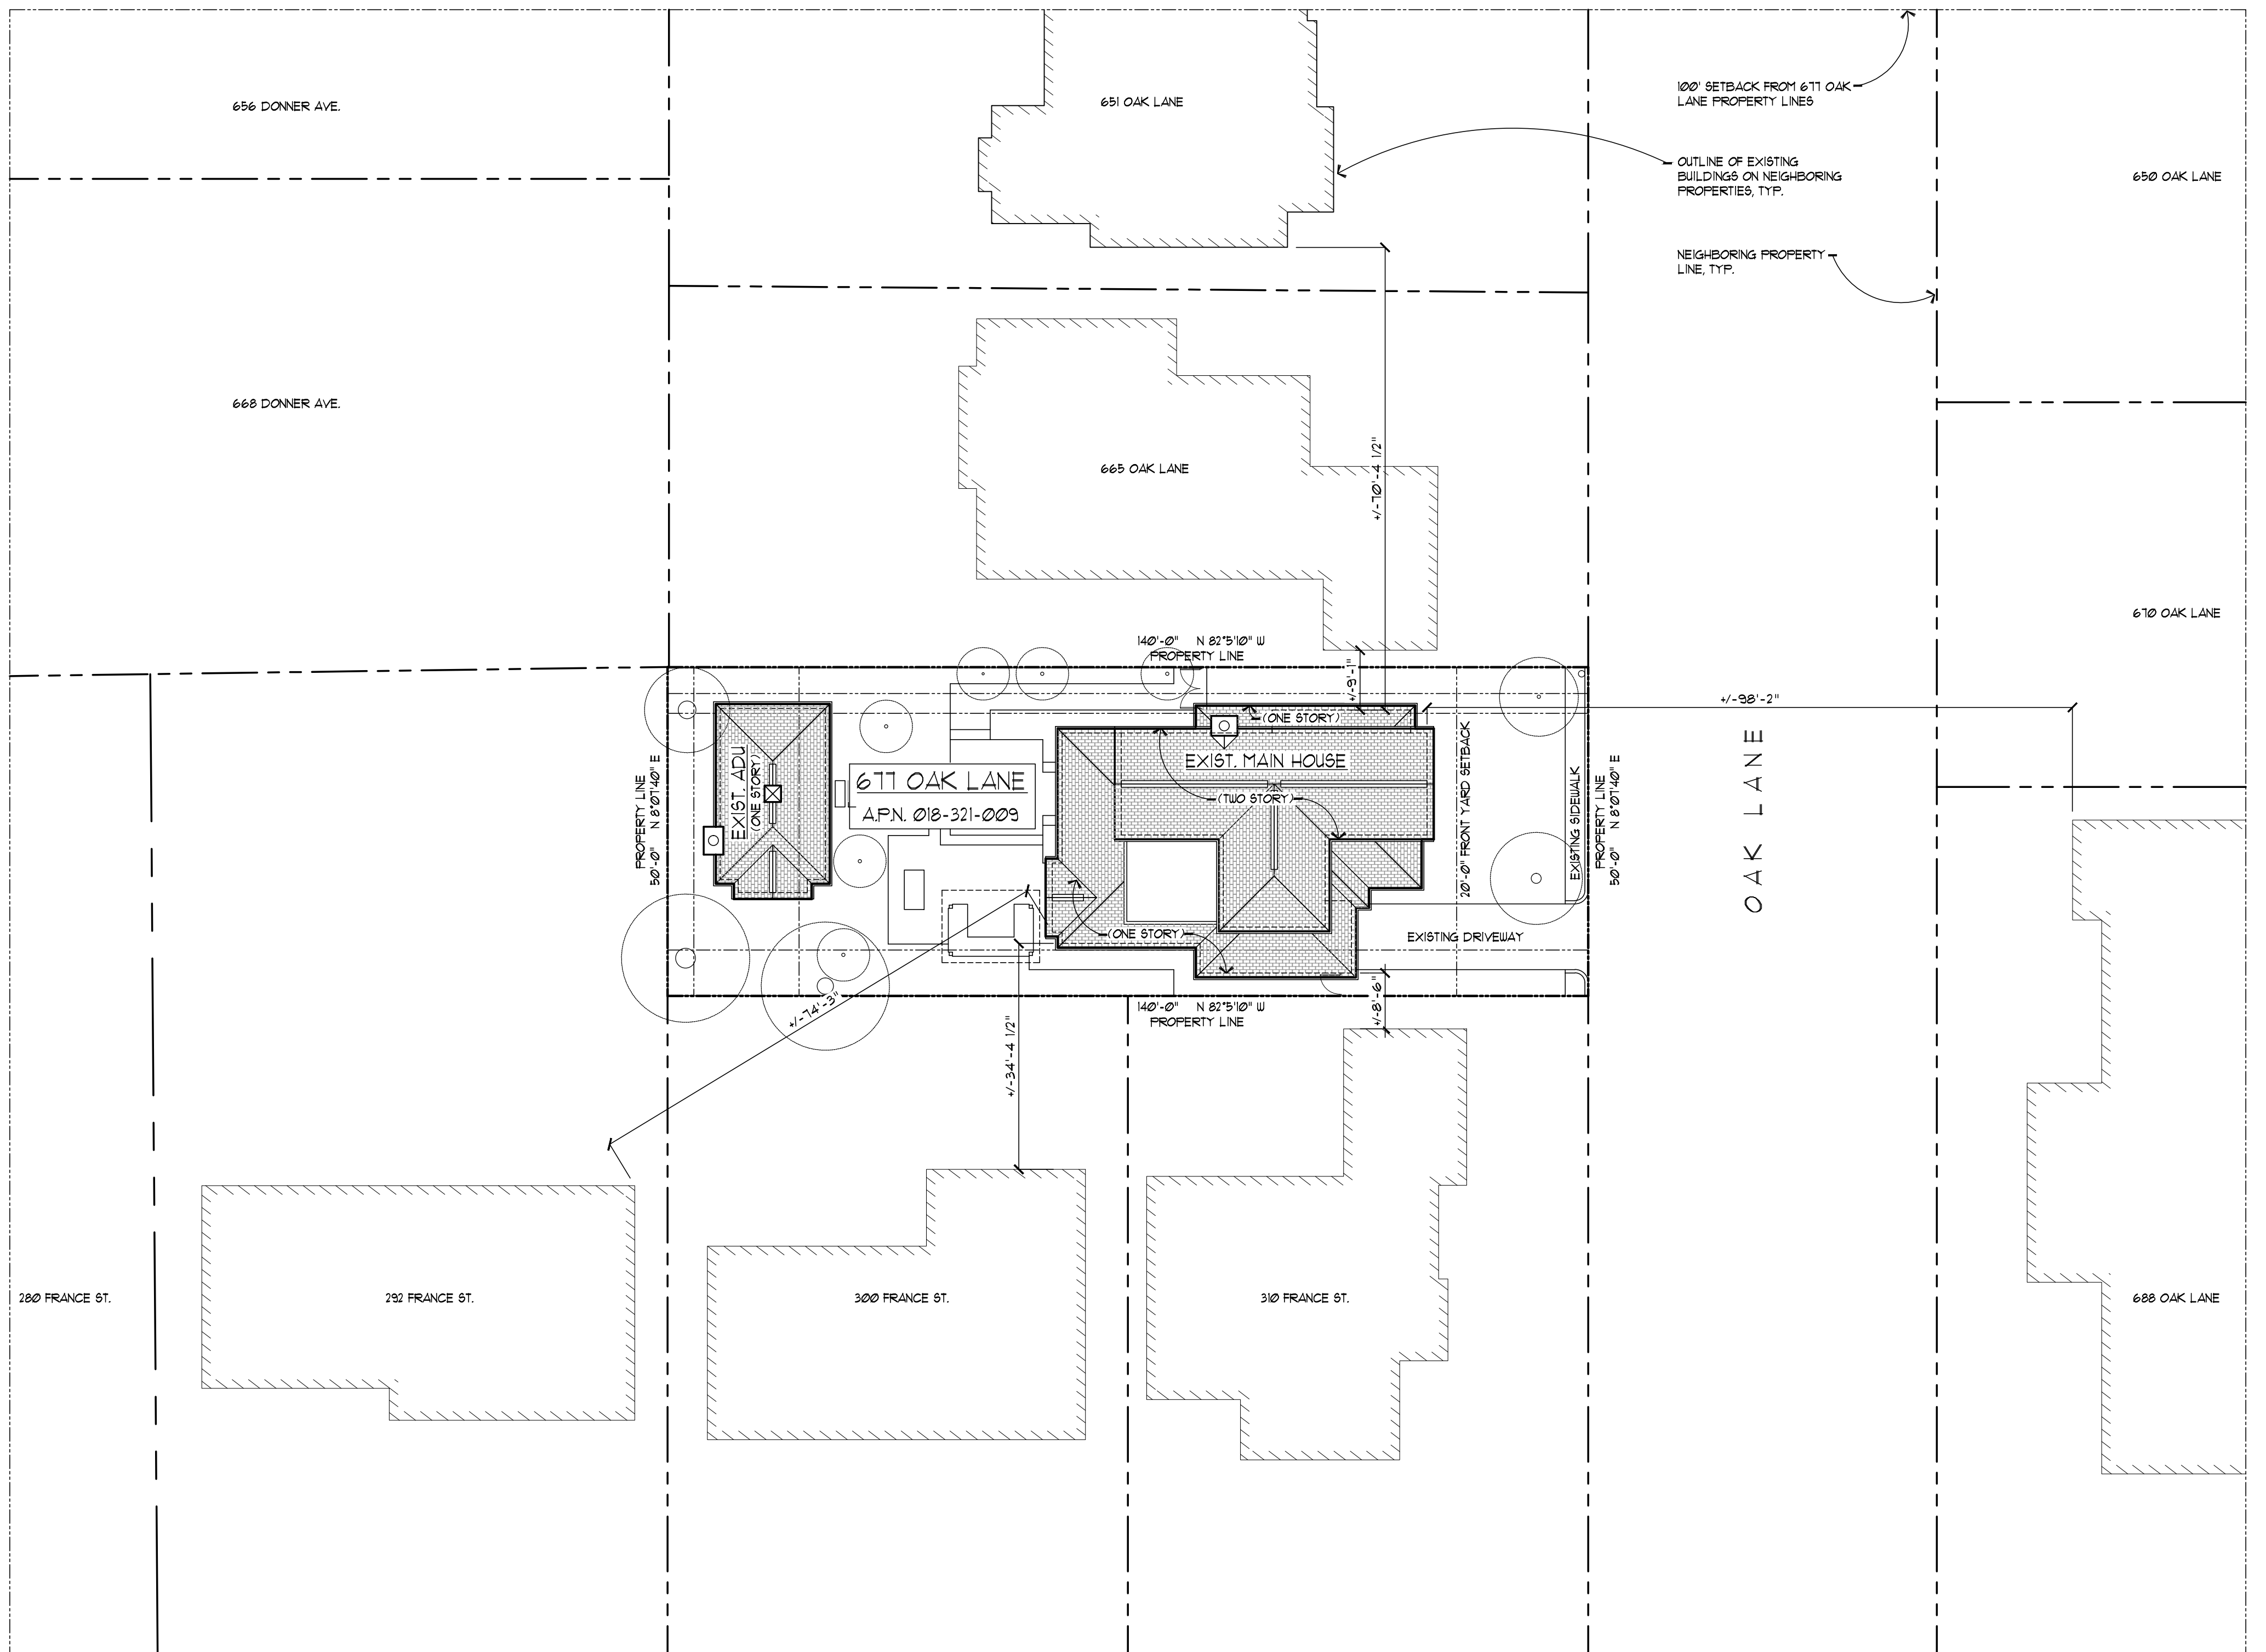 656 DONNER AVE.
651 OAK LANE
100' SETBACK FROM 677 OAK
LANE PROPERTY LINES
OUTLINE OF EXISTING
BUILDINGS ON NEIGHBORING
PROPERTIES, TYP.
650 OAK LANE
NEIGHBORING PROPERTY
LINE, TYP.
668 DONNER AVE.
665 OAK LANE
+/-70'-4 1/2"
670 OAK LANE
140'-0" N 82°5'10" W
PROPERTY LINE
+/-9'-1"
+/-98'-2"
(ONE STORY)
EXIST. MAIN HOUSE
(TWO STORY)
(ONE STORY)
EXIST. ADU
(ONE STORY)
677 OAK LANE
A.P.N. 018-321-009
PROPERTY LINE
50'-0" N 8°07'40" E
20'-0" FRONT YARD SETBACK
EXISTING SIDEWALK
PROPERTY LINE
50'-0" N 8°07'40" E
OAK LANE
EXISTING DRIVEWAY
+/-74'-3"
+/-34'-4 1/2"
140'-0" N 82°5'10" W
PROPERTY LINE
+/-8'-6"
280 FRANCE ST.
292 FRANCE ST.
300 FRANCE ST.
310 FRANCE ST.
688 OAK LANE